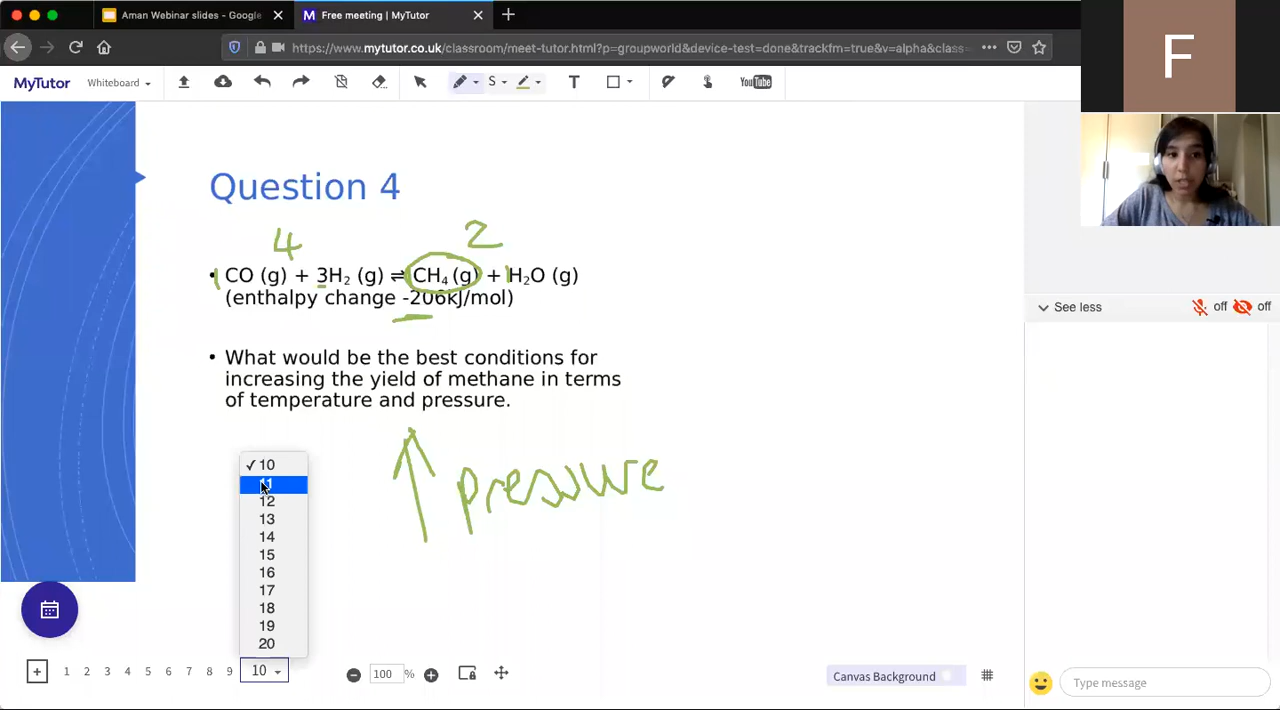 Aman Webinar slides - Google
Free meeting | MyTutor
https://www.mytutor.co.uk/classroom/meet-tutor.html?p=groupworld&device-test=done&trackfm=true&v=alpha&class=
F
MyTutor
Whiteboard
S
T
YouTube
Question 4
4 2
• 1 CO (g) + 3H₂ (g) ⇌ CH₄ (g) + 1 H₂O (g)
(enthalpy change -206kJ/mol)
• What would be the best conditions for
increasing the yield of methane in terms
of temperature and pressure.
↑ pressure
✓ 10
11
12
13
14
15
16
17
18
19
20
1 2 3 4 5 6 7 8 9 10
100 %
Canvas Background
See less
off
off
Type message